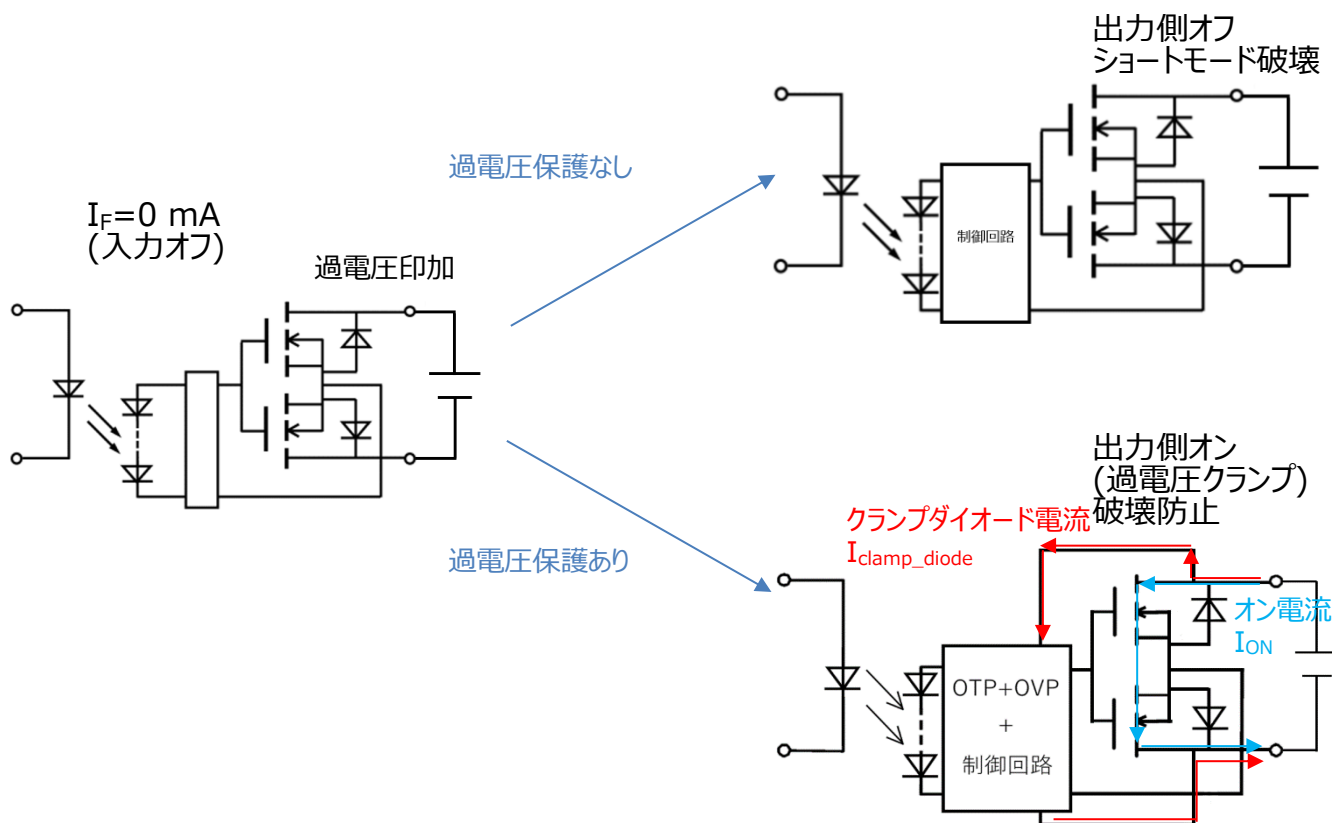 出力側オフ
ショートモード破壊
過電圧保護なし
制御回路
IF=0 mA
(入力オフ)
過電圧印加
出力側オン
(過電圧クランプ)
破壊防止
クランプダイオード電流
Iclamp_diode
過電圧保護あり
オン電流
ION
OTP+OVP
+
制御回路